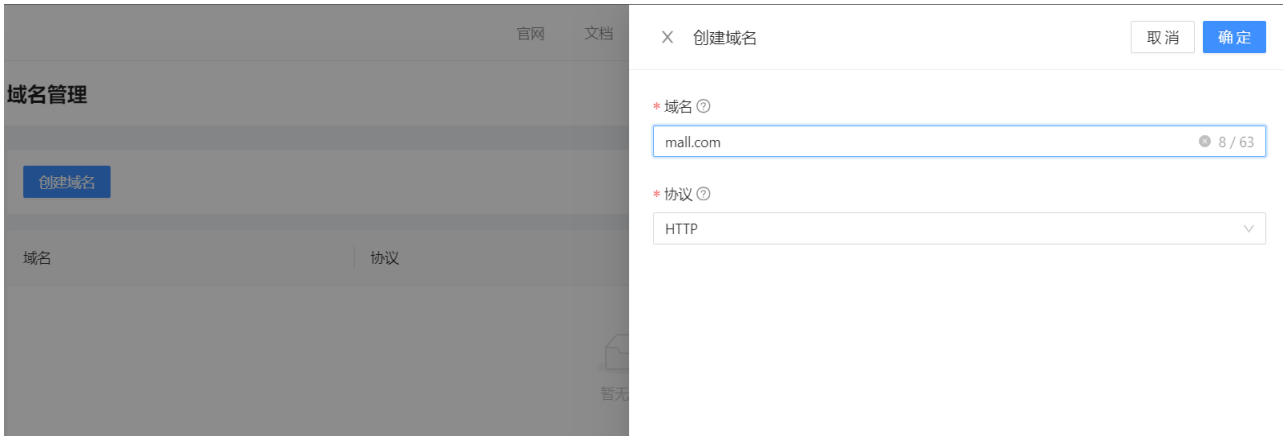 官网 文档
域名管理
创建域名
域名 协议
暂无
创建域名
取 消 确 定
* 域名
mall.com 8 / 63
* 协议
HTTP